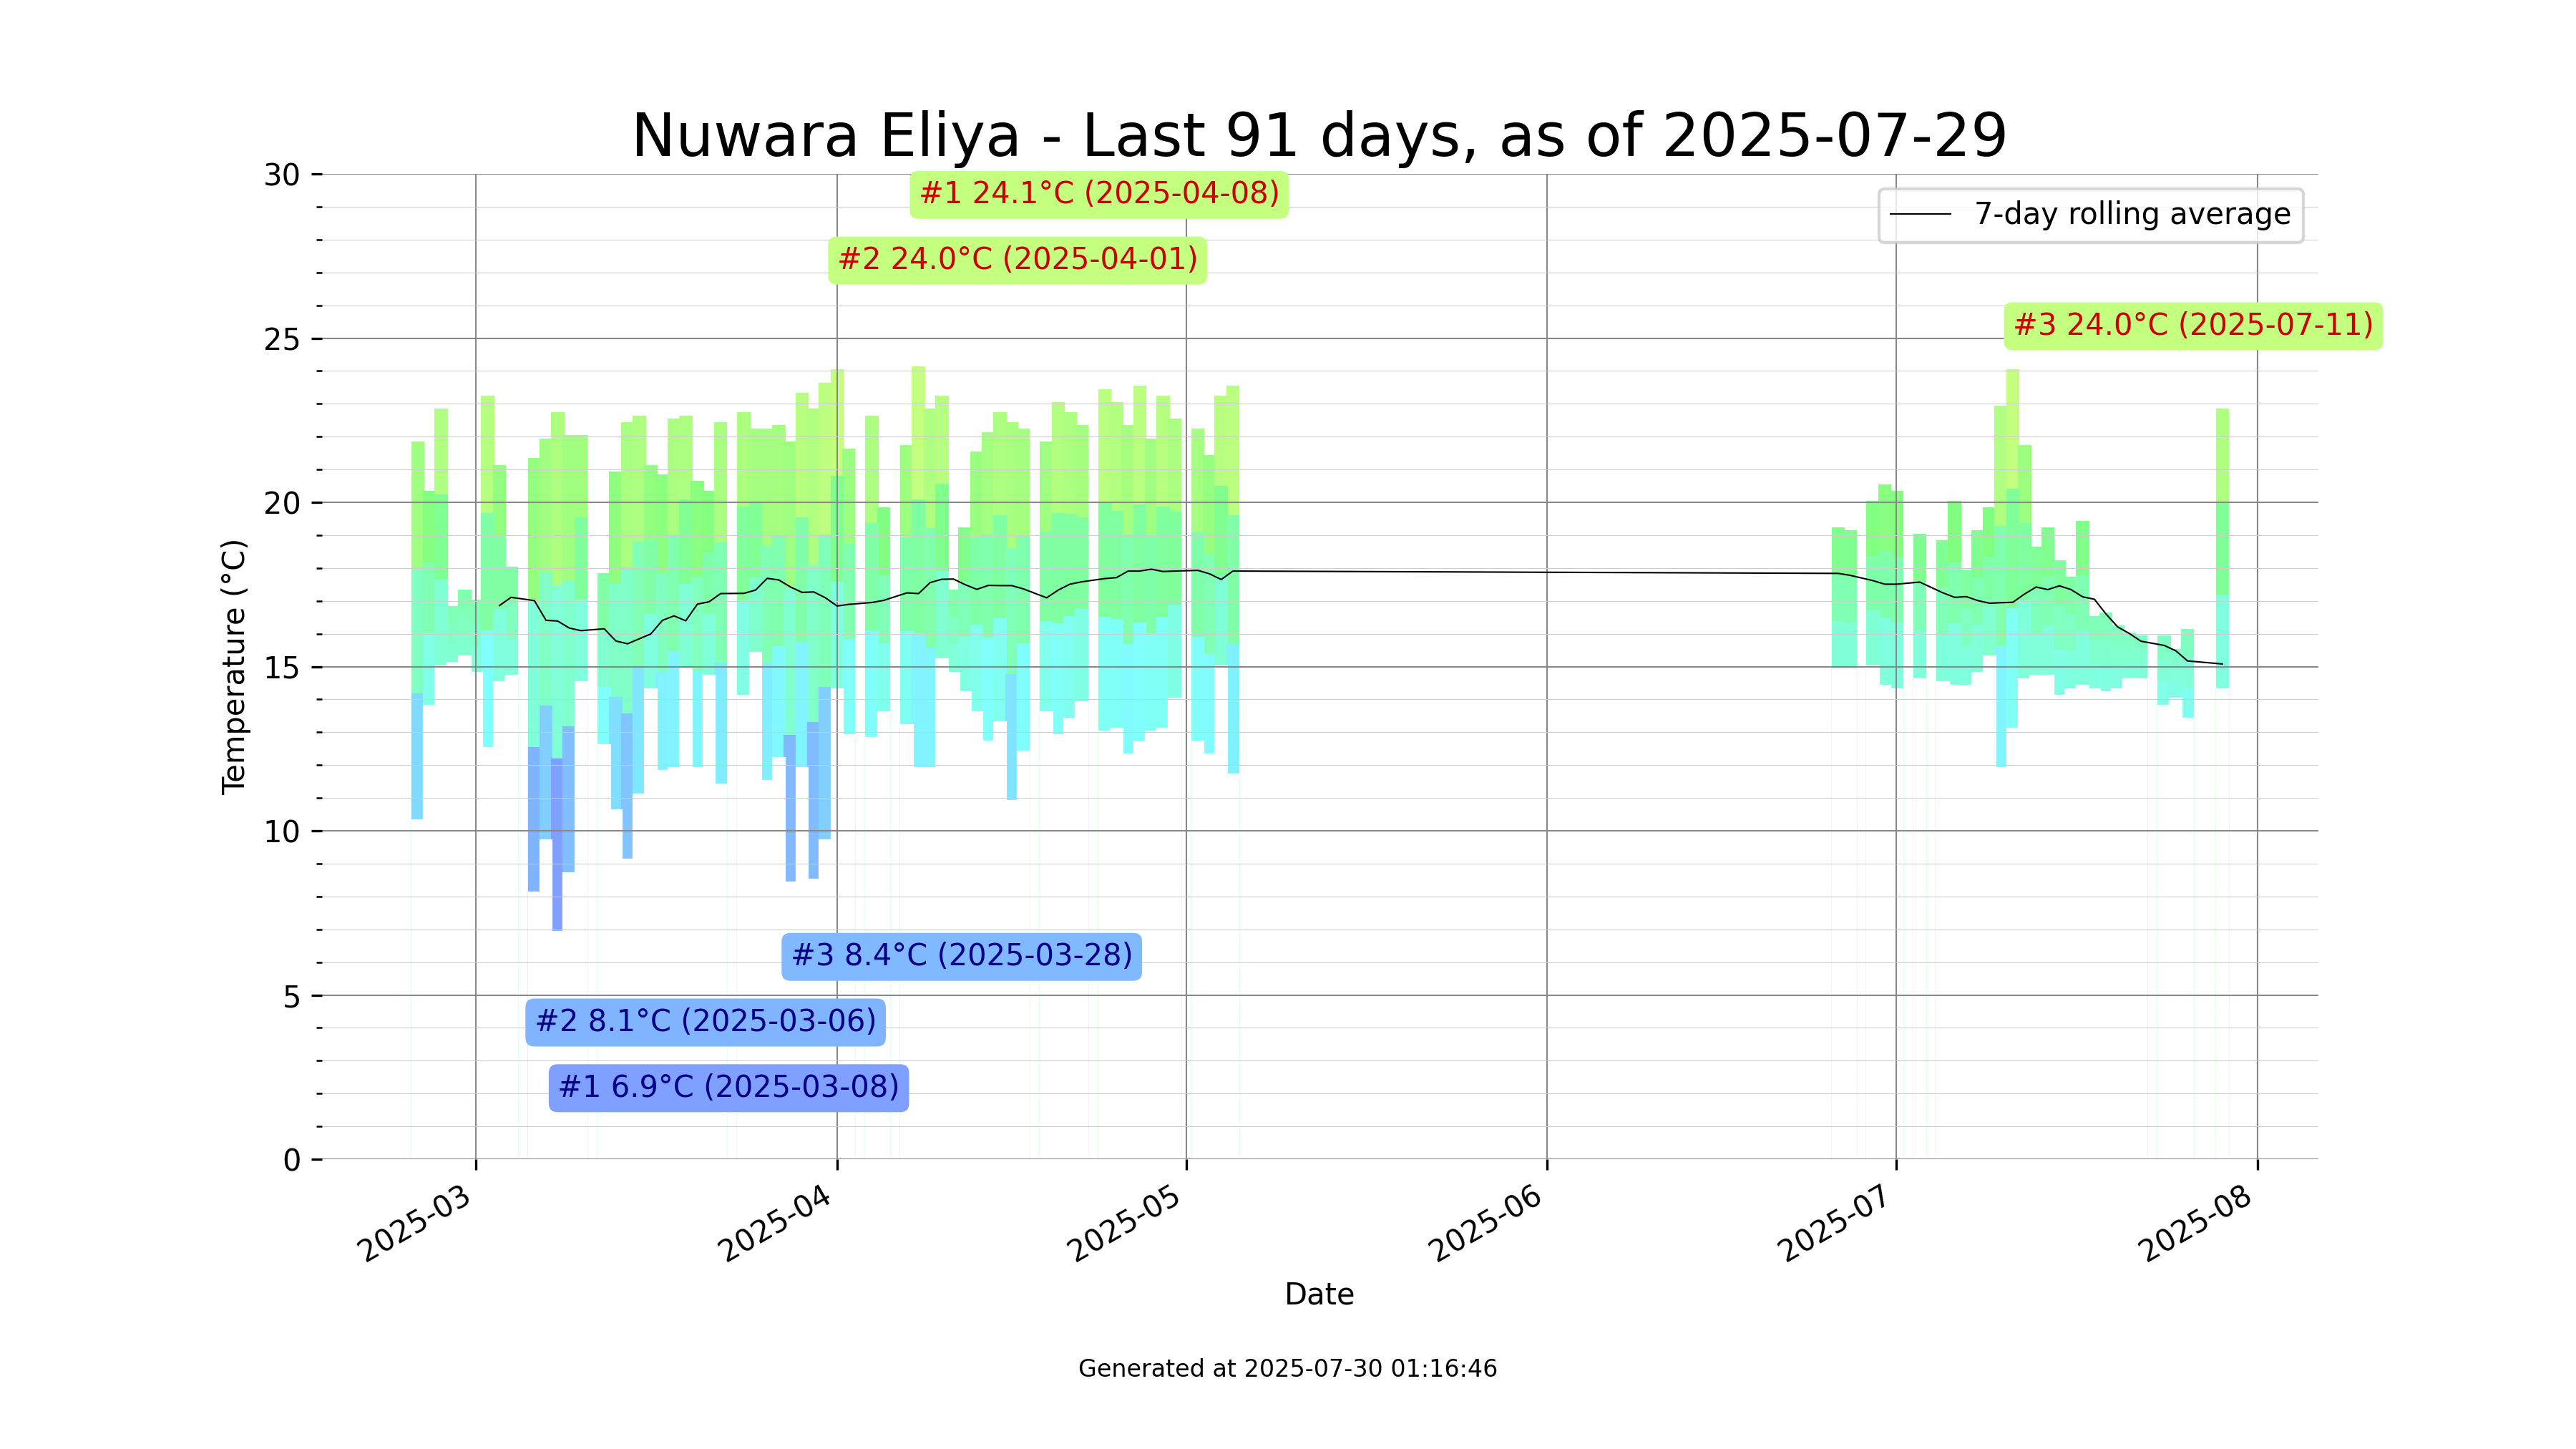 Nuwara Eliya - Last 91 days, as of 2025-07-29
30
#1 24.1°C (2025-04-08)
7-day rolling average
#2 24.0°C (2025-04-01)
#3 24.0°C (2025-07-11)
25
20
15
10
5
0
Temperature (°C)
#3 8.4°C (2025-03-28)
#2 8.1°C (2025-03-06)
#1 6.9°C (2025-03-08)
2025-03
2025-04
2025-05
2025-06
2025-07
2025-08
Date
Generated at 2025-07-30 01:16:46